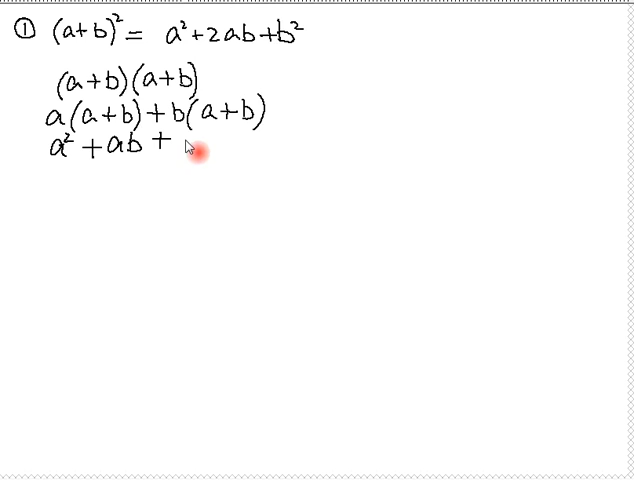 ① (a+b)² = a²+2ab+b²
(a+b)(a+b)
a(a+b)+b(a+b)
a² + ab +